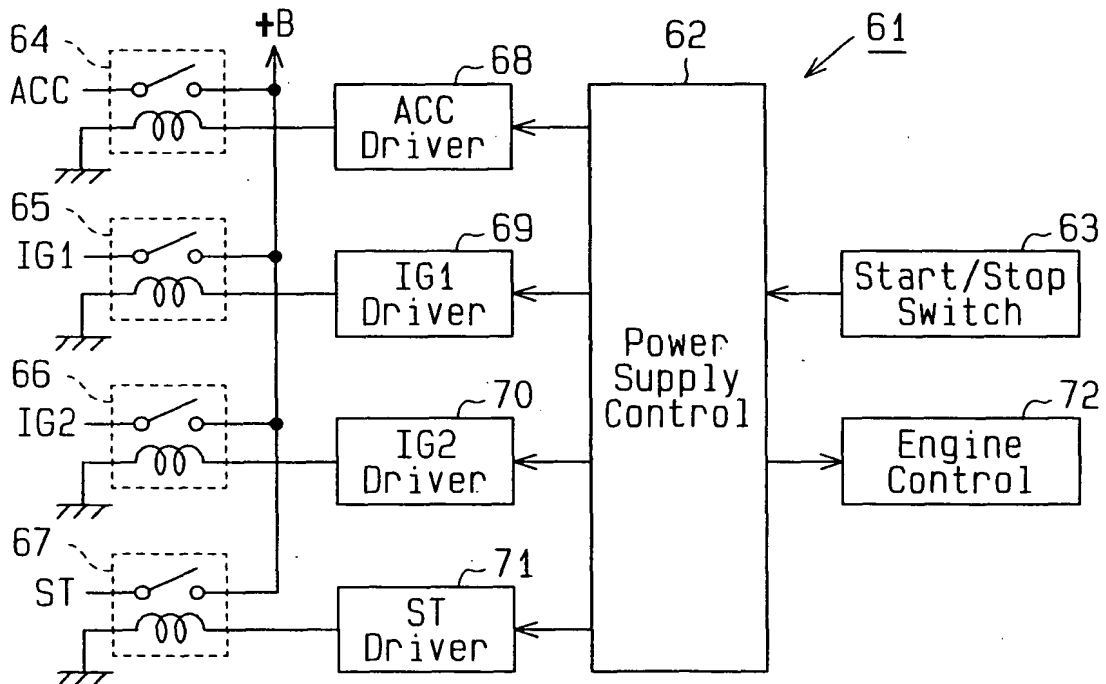 +B
61
64
ACC
68
ACC
Driver
62
Power
Supply
Control
65
IG1
69
IG1
Driver
63
Start/Stop
Switch
66
IG2
70
IG2
Driver
72
Engine
Control
67
ST
71
ST
Driver